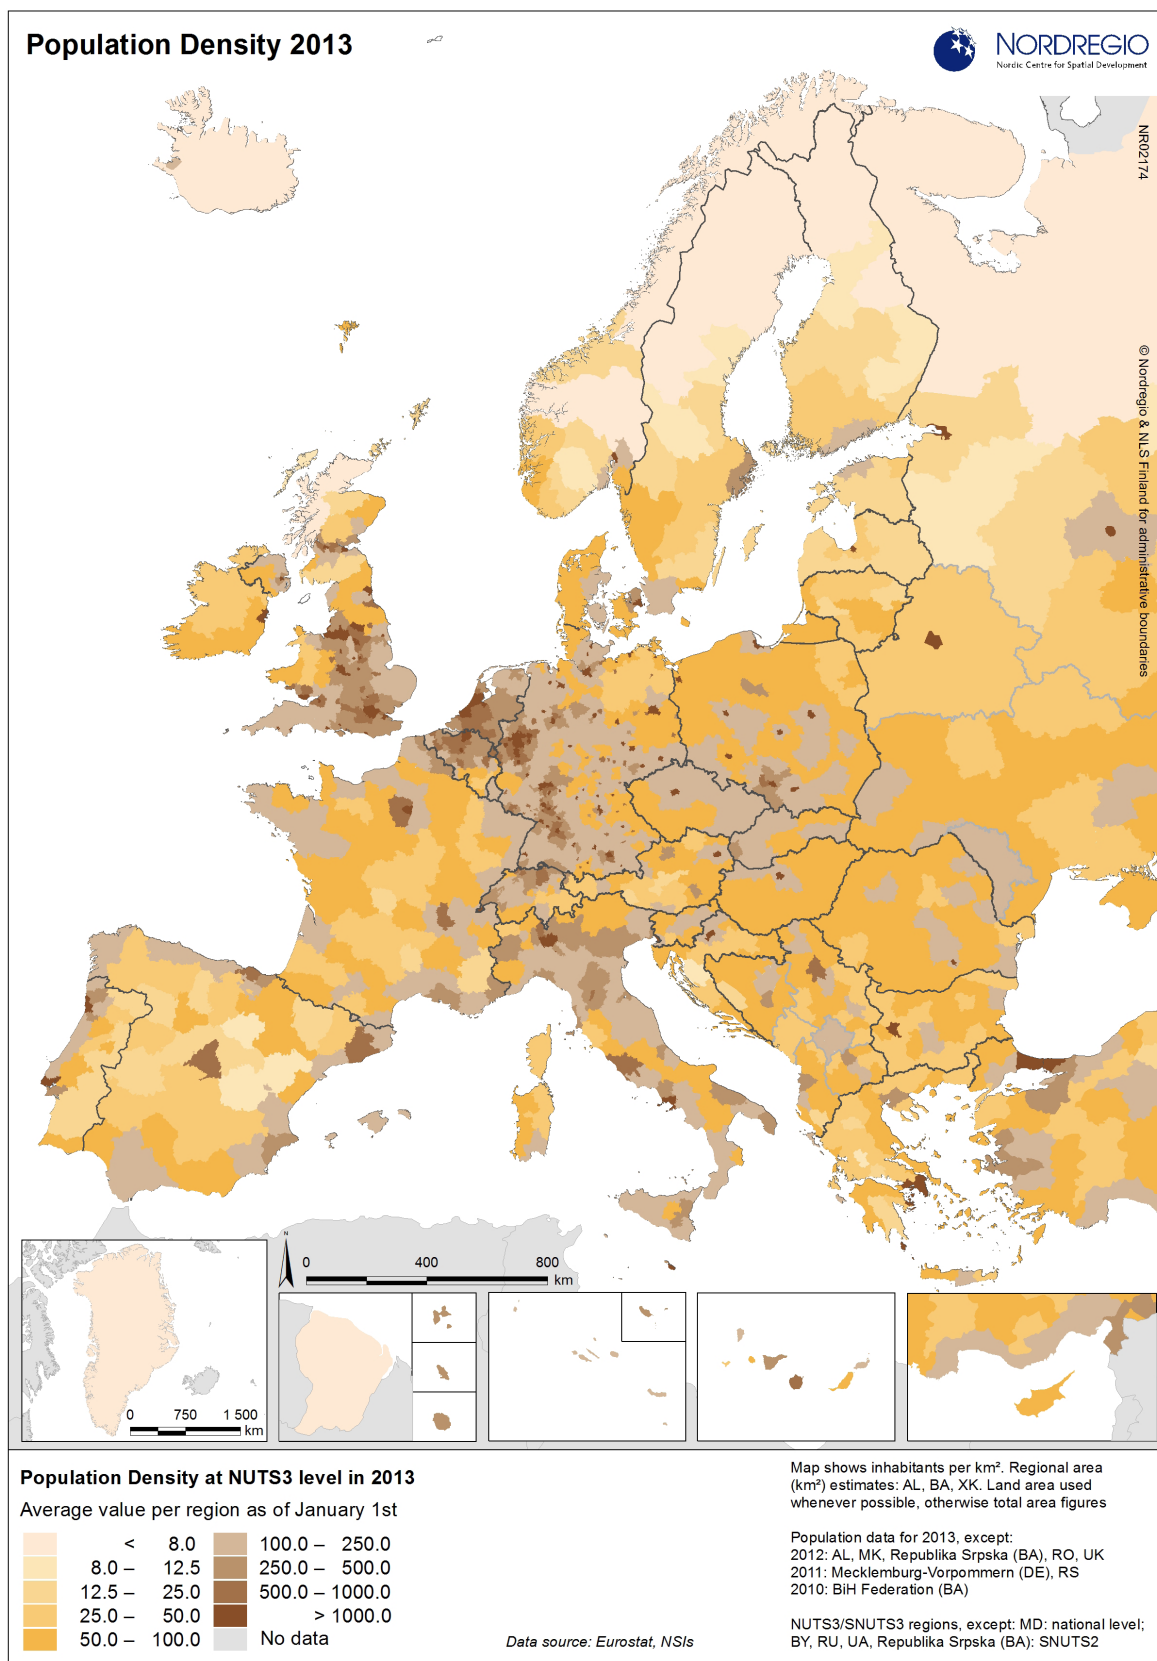 Population Density 2013
NORDREGIO
Nordic Centre for Spatial Development
NR02174
© Nordregio & NLS Finland for administrative boundaries
N
0 400 800
km
0 750 1 500
km
Population Density at NUTS3 level in 2013
Average value per region as of January 1st
< 8.0
8.0 – 12.5
12.5 – 25.0
25.0 – 50.0
50.0 – 100.0
100.0 – 250.0
250.0 – 500.0
500.0 – 1000.0
> 1000.0
No data
Data source: Eurostat, NSIs
Map shows inhabitants per km². Regional area
(km²) estimates: AL, BA, XK. Land area used
whenever possible, otherwise total area figures
Population data for 2013, except:
2012: AL, MK, Republika Srpska (BA), RO, UK
2011: Mecklemburg-Vorpommern (DE), RS
2010: BiH Federation (BA)
NUTS3/SNUTS3 regions, except: MD: national level;
BY, RU, UA, Republika Srpska (BA): SNUTS2